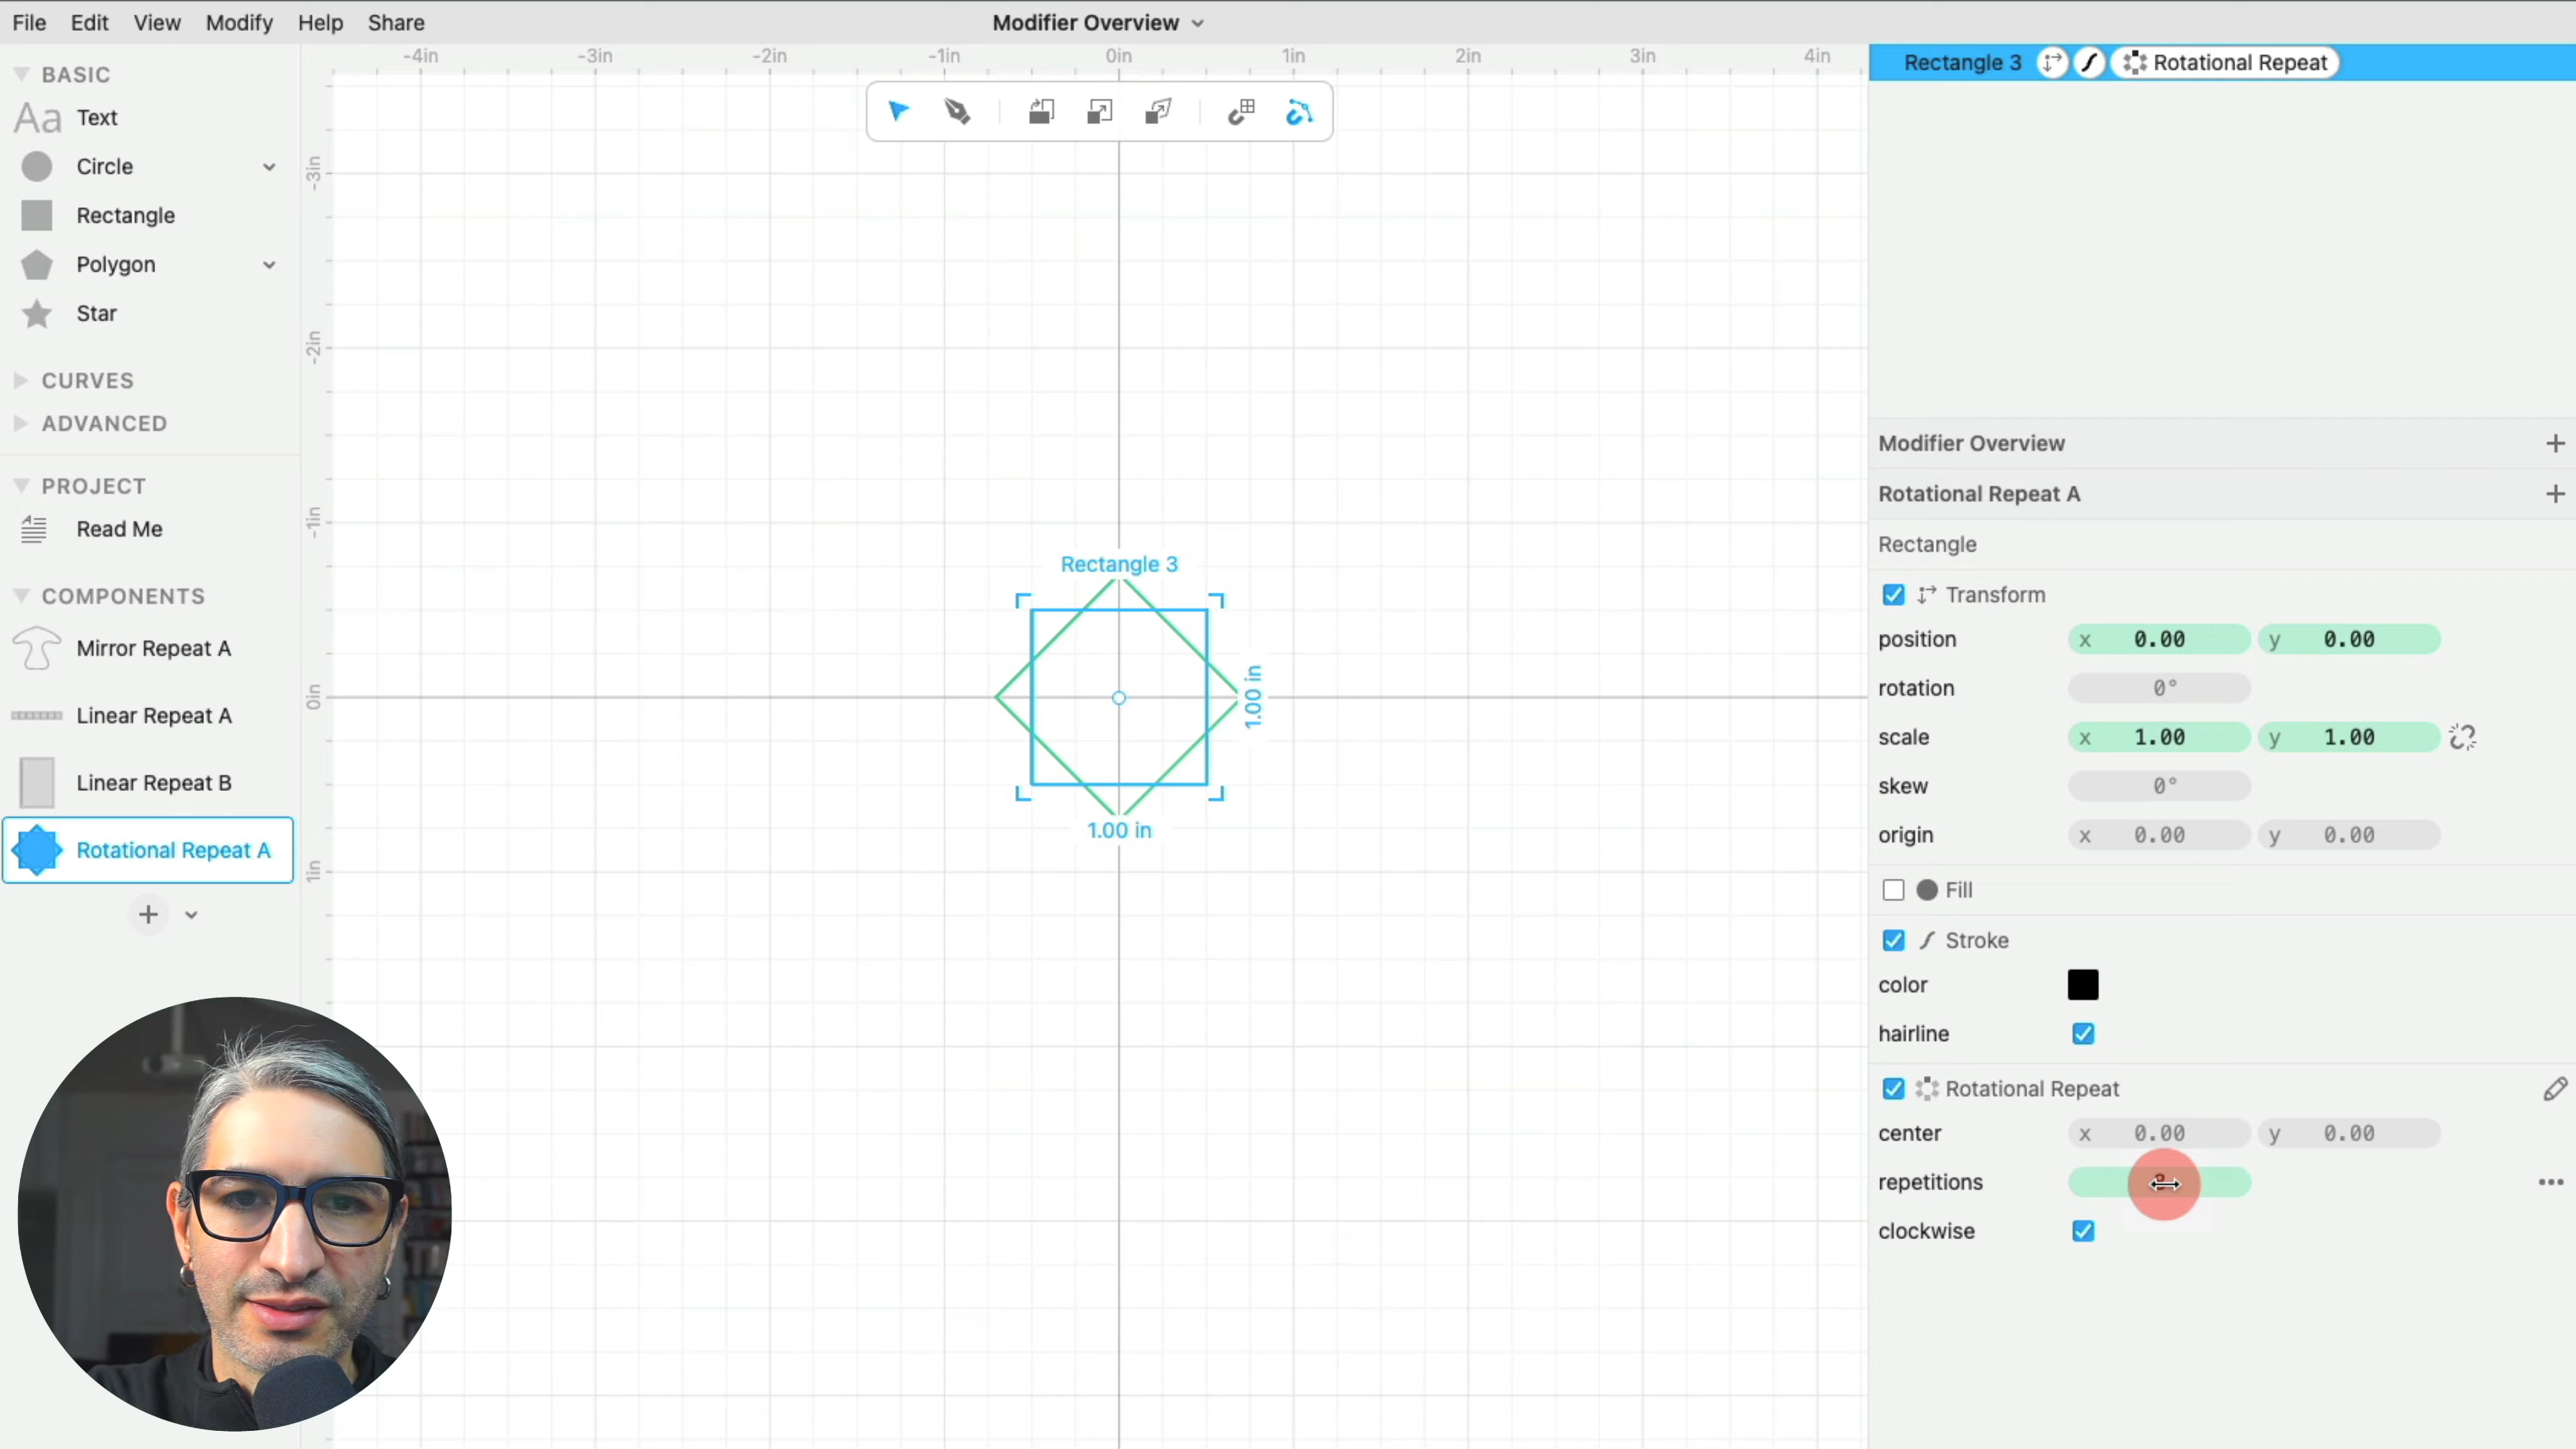 File Edit View Modify Help Share
Modifier Overview
BASIC
Aa Text
Circle
Rectangle
Polygon
Star
CURVES
ADVANCED
PROJECT
Read Me
COMPONENTS
Mirror Repeat A
Linear Repeat A
Linear Repeat B
Rotational Repeat A
-4in -3in -2in -1in 0in 1in 2in 3in 4in
-3in
-2in
-1in
0in
1in
Rectangle 3
1.00 in
1.00 in
Rectangle 3 Rotational Repeat
Modifier Overview
Rotational Repeat A
Rectangle
Transform
position x 0.00 y 0.00
rotation 0°
scale x 1.00 y 1.00
skew 0°
origin x 0.00 y 0.00
Fill
Stroke
color
hairline
Rotational Repeat
center x 0.00 y 0.00
repetitions
clockwise